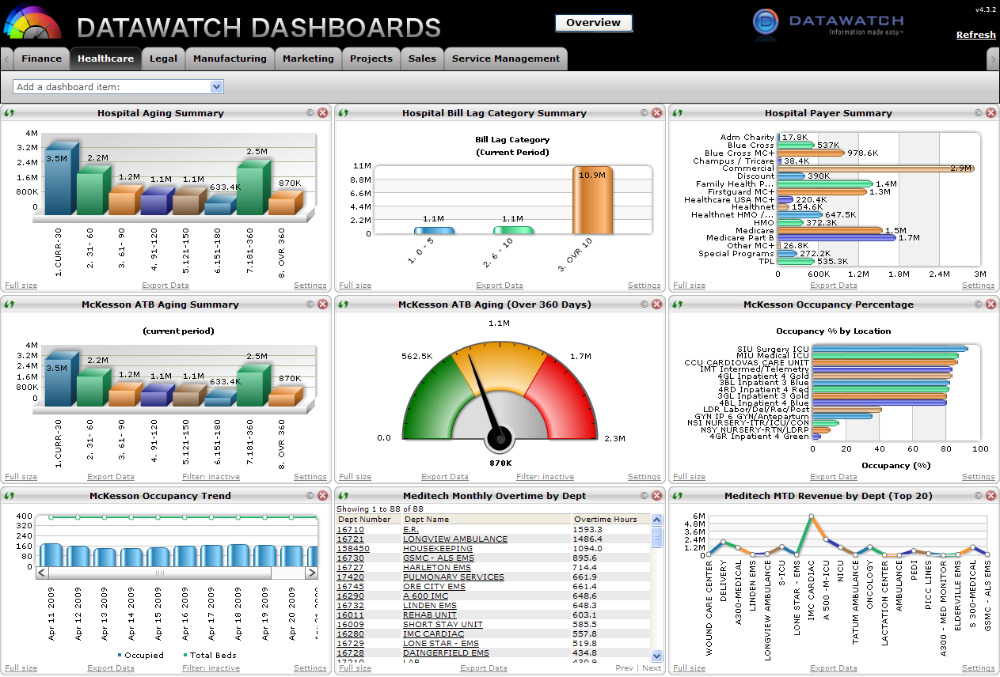 DATAWATCH DASHBOARDS
Overview
DATAWATCH
Information made easy.™
v4.3.2
Refresh
Finance
Healthcare
Legal
Manufacturing
Marketing
Projects
Sales
Service Management
Add a dashboard item:
Hospital Aging Summary
4M
3.2M
2.4M
1.6M
800K
0
3.5M
2.2M
1.2M
1.1M
1.1M
633.4K
2.5M
870K
1.CURR-30
2. 31- 60
3. 61- 90
4. 91-120
5.121-150
6.151-180
7.181-360
8. OVR 360
Full size
Export Data
Settings
Hospital Bill Lag Category Summary
Bill Lag Category
(Current Period)
11M
8.8M
6.6M
4.4M
2.2M
0
1.1M
1.1M
10.9M
1. 0 - 5
2. 6 - 10
3. OVR 10
Full size
Export Data
Settings
Hospital Payer Summary
Adm Charity 17.8K
Blue Cross 537K
Blue Cross MC+ 978.6K
Champus / Tricare 38.4K
Commercial 2.9M
Discount 390K
Family Health P... 1.4M
Firstguard MC+ 1.3M
Healthcare USA MC+ 220.4K
Healthnet 154.6K
Healthnet HMO /... 647.5K
HMO 372.3K
Medicare 1.5M
Medicare Part B 1.7M
Other MC+ 26.8K
Special Programs 272.2K
TPL 535.3K
0 600K 1.2M 1.8M 2.4M 3M
Full size
Export Data
Settings
McKesson ATB Aging Summary
(current period)
4M
3.2M
2.4M
1.6M
800K
0
3.5M
2.2M
1.2M
1.1M
1.1M
633.4K
2.5M
870K
1.CURR-30
2. 31- 60
3. 61- 90
4. 91-120
5.121-150
6.151-180
7.181-360
8. OVR 360
Full size
Export Data
Filter: inactive
Settings
McKesson ATB Aging (Over 360 Days)
0.0
562.5K
1.1M
1.7M
2.3M
870K
Full size
Export Data
Filter: inactive
Settings
McKesson Occupancy Percentage
Occupancy % by Location
SIU Surgery ICU
MIU Medical ICU
CCU CARDIOVAS CARE UNIT
IMT Intermed/Telemetry
4GL Inpatient 4 Gold
3BL Inpatient 3 Blue
4RD Inpatient 4 Red
3GL Inpatient 3 Gold
4BL Inpatient 4 Blue
LDR Labor/Del/Rec/Post
GYN IP 6 GYN/Antepartum
NSI NURSERY-ITR/ICU/CON
NSY NURSERY-RTN/LDRP
4GR Inpatient 4 Green
0 20 40 60 80 100
Occupancy (%)
Full size
Export Data
Settings
McKesson Occupancy Trend
400
320
240
160
80
0
Apr 11 2009
Apr 12 2009
Apr 13 2009
Apr 14 2009
Apr 15 2009
Apr 16 2009
Apr 17 2009
Apr 18 2009
Apr 19 2009
Apr 20 2009
Occupied
Total Beds
Full size
Export Data
Filter: inactive
Settings
Meditech Monthly Overtime by Dept
Showing 1 to 88 of 88
Dept Number Dept Name Overtime Hours
16710 E.R. 1593.3
16721 LONGVIEW AMBULANCE 1486.4
158450 HOUSEKEEPING 1094.0
16730 GSMC - ALS EMS 895.6
16727 HARLETON EMS 714.4
17420 PULMONARY SERVICES 661.9
16745 ORE CITY EMS 661.4
16290 A 600 IMC 648.6
16732 LINDEN EMS 648.3
16011 REHAB UNIT 603.1
16009 SHORT STAY UNIT 585.5
16280 IMC CARDIAC 557.8
16729 LONE STAR - EMS 519.8
16728 DAINGERFIELD EMS 434.8
17210 LAB 430.9
Full size
Export Data
Prev | Next
Meditech MTD Revenue by Dept (Top 20)
6M
4.8M
3.6M
2.4M
1.2M
0
WOUND CARE CENTER
DELIVERY
A300-MEDICAL
LINDEN EMS
LONGVIEW AMBULANCE
S-ICU
LONE STAR - EMS
IMC CARDIAC
A 500 -M-ICU
NICU
TATUM AMBULANCE
ONCOLOGY
LACTATION CENTER
AMBULANCE
PEDI
PICC LINES
A300 - MED MONITOR
ELDERVILLE EMS
S 300-MEDICAL
GSMC - ALS EMS
Full size
Export Data
Settings